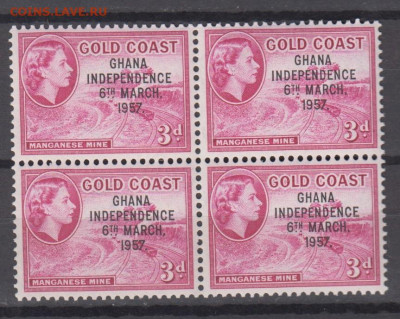 COINS.SU
GOLD COAST
GHANA
INDEPENDENCE
6TH MARCH,
1957.
3d
MANGANESE MINE
GOLD COAST
GHANA
INDEPENDENCE
6TH MARCH,
1957.
3d
MANGANESE MINE
GOLD COAST
GHANA
INDEPENDENCE
6TH MARCH,
1957.
3d
MANGANESE MINE
GOLD COAST
GHANA
INDEPENDENCE
6TH MARCH,
1957.
3d
MANGANESE MINE